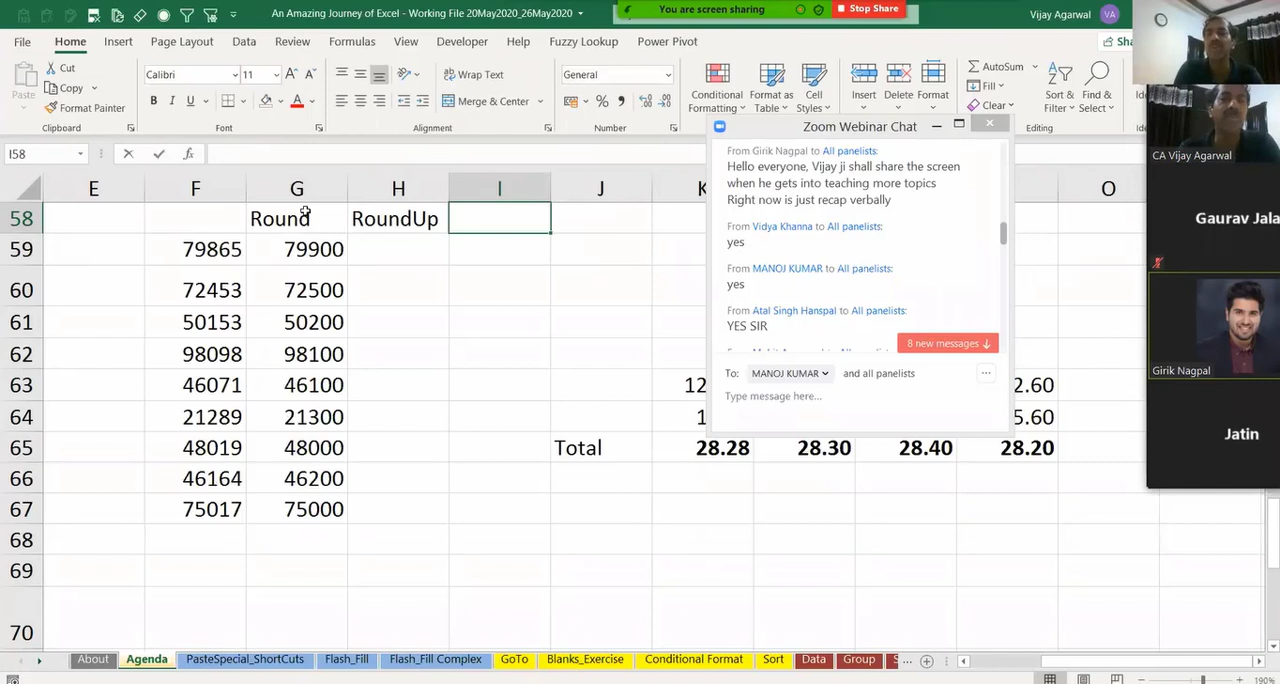 An Amazing Journey of Excel - Working File 20May2020_26May2020
You are screen sharing
Stop Share
Vijay Agarwal
VA
File Home Insert Page Layout Formulas Data Review View Developer Help Fuzzy Lookup Power Pivot
Paste
Cut
Copy
Format Painter
Clipboard
Calibri
11
Font
Wrap Text
Merge & Center
Alignment
General
Number
Conditional Formatting
Format as Table
Cell Styles
Insert
Delete
Format
AutoSum
Fill
Clear
Sort & Filter
Find & Select
Editing
I58
fx
Zoom Webinar Chat
From Girik Nagpal to All panelists:
Hello everyone, Vijay ji shall share the screen
when he gets into teaching more topics
Right now is just recap verbally
From Vidya Khanna to All panelists:
yes
From MANOJ KUMAR to All panelists:
yes
From Atal Singh Hanspal to All panelists:
YES SIR
8 new messages
To: MANOJ KUMAR and all panelists
Type message here...
CA Vijay Agarwal
Gaurav Jala
Girik Nagpal
Jatin
E F G H I J K O
58 Round RoundUp
59 79865 79900
60 72453 72500
61 50153 50200
62 98098 98100
63 46071 46100 12 2.60
64 21289 21300 1 5.60
65 48019 48000 Total 28.28 28.30 28.40 28.20
66 46164 46200
67 75017 75000
68
69
70
About Agenda PasteSpecial_ShortCuts Flash_Fill Flash_Fill Complex GoTo Blanks_Exercise Conditional Format Sort Data Group ...
190%